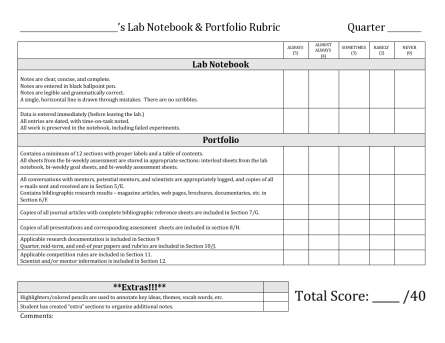 ____________________'s Lab Notebook & Portfolio Rubric Quarter ________
ALWAYS (5) ALMOST ALWAYS (4) SOMETIMES (3) RARELY (2) NEVER (0)
Lab Notebook
Notes are clear, concise, and complete.
Notes are entered in black ballpoint pen.
Notes are legible and grammatically correct.
A single, horizontal line is drawn through mistakes. There are no scribbles.
Data is entered immediately (before leaving the lab.)
All entries are dated, with time-on-task noted.
All work is preserved in the notebook, including failed experiments.
Portfolio
Contains a minimum of 12 sections with proper labels and a table of contents.
All sheets from the bi-weekly assessment are stored in appropriate sections: interleaf sheets from the lab
notebook, bi-weekly goal sheets, and bi-weekly assessment sheets.
All conversations with mentors, potential mentors, and scientists are appropriately logged, and copies of all
e-mails sent and received are in Section 5/E.
Contains bibliographic research results – magazine articles, web pages, brochures, documentaries, etc. in
Section 6/F.
Copies of all journal articles with complete bibliographic reference sheets are included in Section 7/G.
Copies of all presentations and corresponding assessment sheets are included in section 8/H.
Applicable research documentation is included in Section 9
Quarter, mid-term, and end-of-year papers and rubrics are included in Section 10/J.
Applicable competition rules are included in Section 11.
Scientist and/or mentor information is included in Section 12.
**Extras!!!**
Highlighters/colored pencils are used to annotate key ideas, themes, vocab words, etc.
Student has created "extra" sections to organize additional notes.
Total Score: _____ /40
Comments: